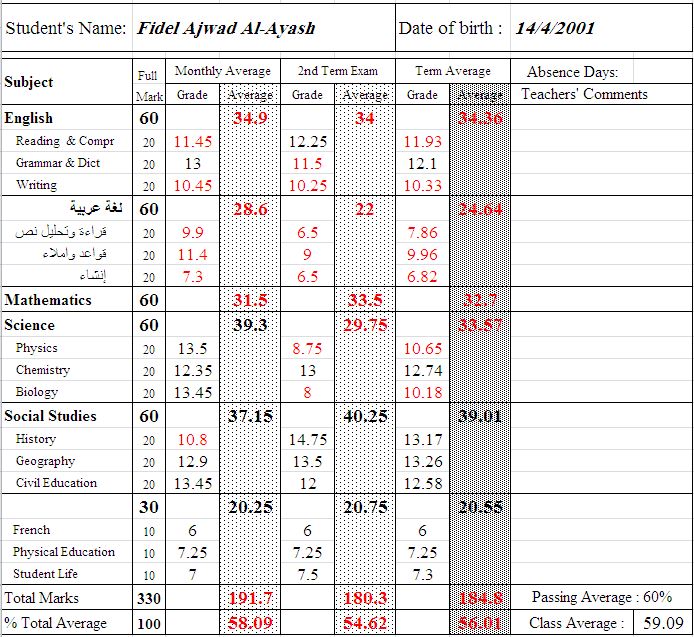 Student's Name: Fidel Ajwad Al-Ayash Date of birth : 14/4/2001
Subject Full Mark Monthly Average 2nd Term Exam Term Average Absence Days:
Grade Average Grade Average Grade Average Teachers' Comments
English 60 34.9 34 34.36
Reading & Compr 20 11.45 12.25 11.93
Grammar & Dict 20 13 11.5 12.1
Writing 20 10.45 10.25 10.33
لغة عربية 60 28.6 22 24.64
قراءة وتحليل نص 20 9.9 6.5 7.86
قواعد واملاء 20 11.4 9 9.96
إنشاء 20 7.3 6.5 6.82
Mathematics 60 31.5 33.5 32.7
Science 60 39.3 29.75 33.57
Physics 20 13.5 8.75 10.65
Chemistry 20 12.35 13 12.74
Biology 20 13.45 8 10.18
Social Studies 60 37.15 40.25 39.01
History 20 10.8 14.75 13.17
Geography 20 12.9 13.5 13.26
Civil Education 20 13.45 12 12.58
30 20.25 20.75 20.55
French 10 6 6 6
Physical Education 10 7.25 7.25 7.25
Student Life 10 7 7.5 7.3
Total Marks 330 191.7 180.3 184.8 Passing Average : 60%
% Total Average 100 58.09 54.62 56.01 Class Average : 59.09